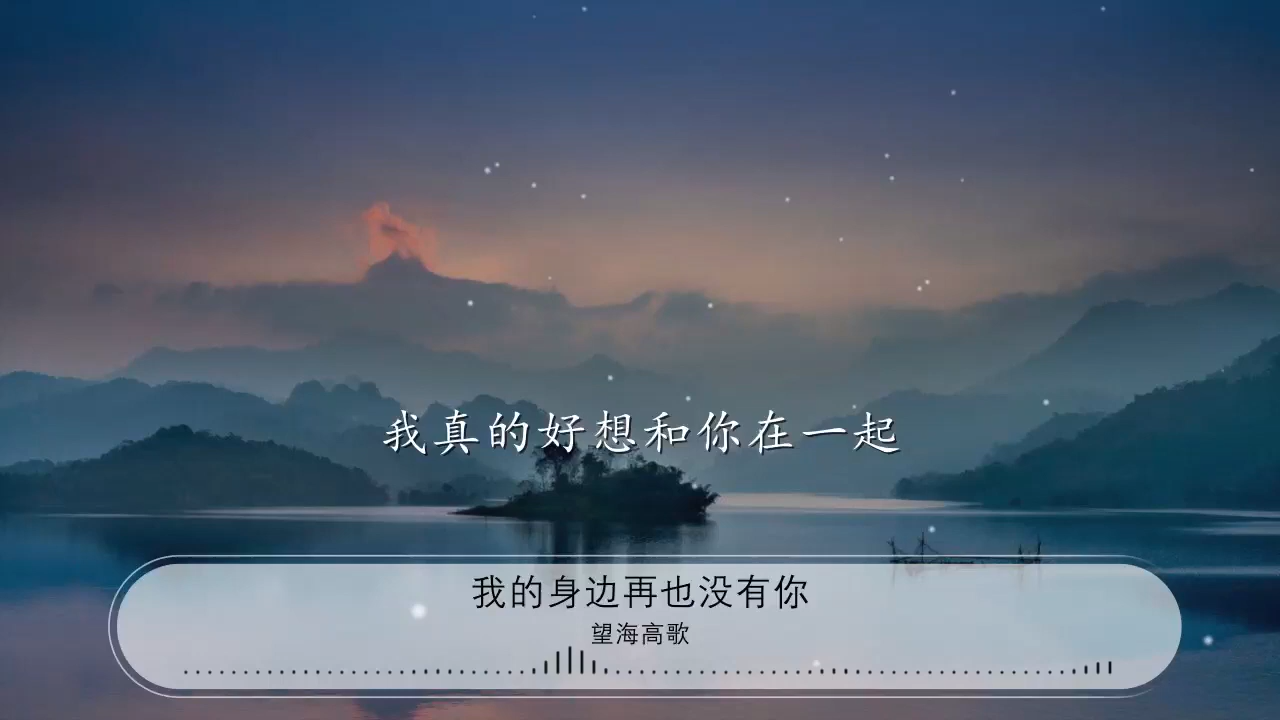 我真的好想和你在一起
我的身边再也没有你
望海高歌